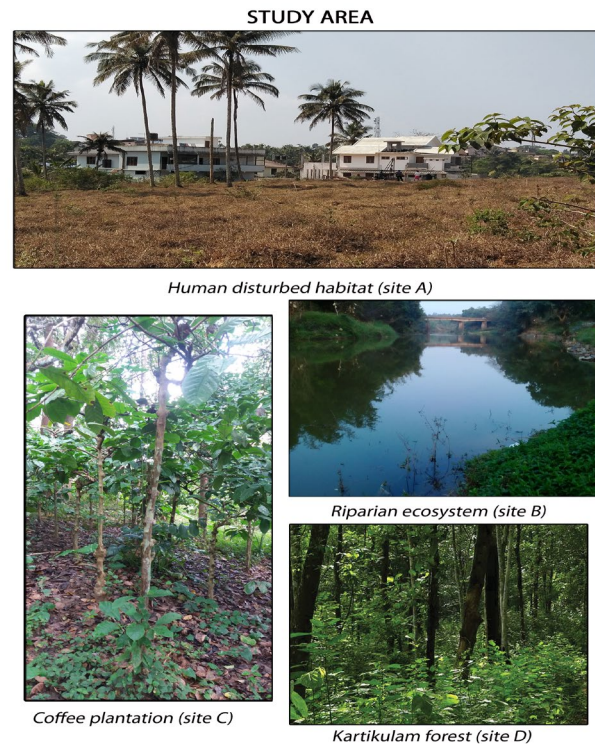 STUDY AREA
Human disturbed habitat (site A)
Riparian ecosystem (site B)
Coffee plantation (site C)
Kartikulam forest (site D)